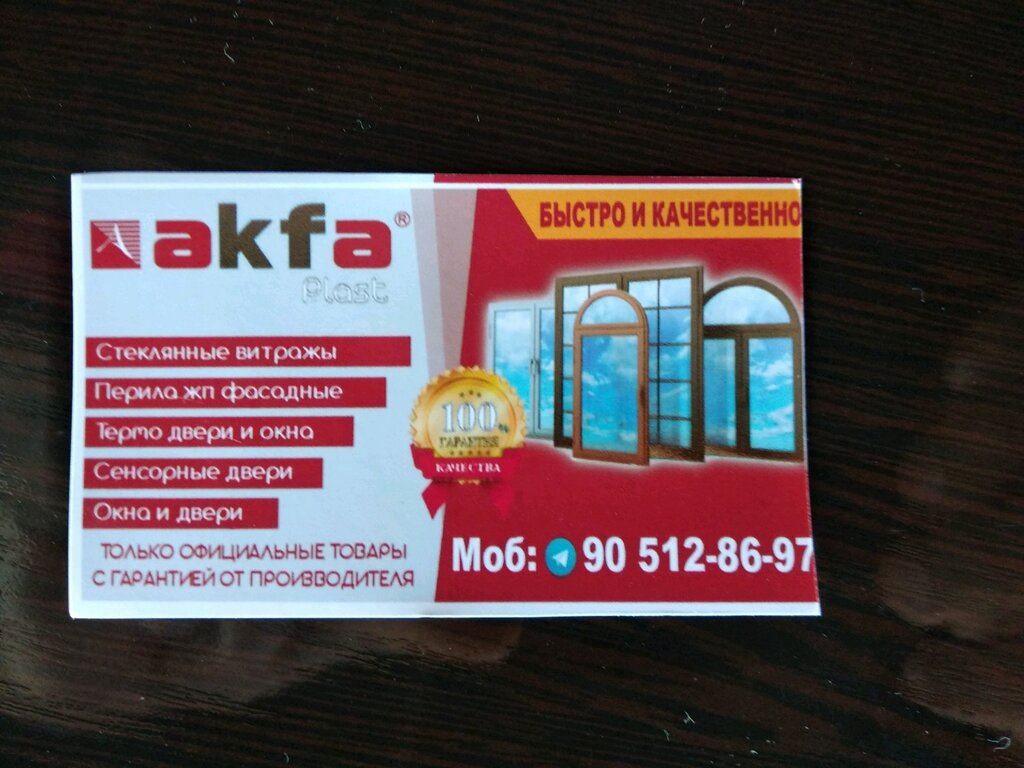 akfa®
Plast
Стеклянные витражы
Перила жп фасадные
Термо двери и окна
Сенсорные двери
Окна и двери
ТОЛЬКО ОФИЦИАЛЬНЫЕ ТОВАРЫ
С ГАРАНТИЕЙ ОТ ПРОИЗВОДИТЕЛЯ
100%
ГАРАНТИЯ
КАЧЕСТВА
БЫСТРО И КАЧЕСТВЕННО
Моб: 90 512-86-97